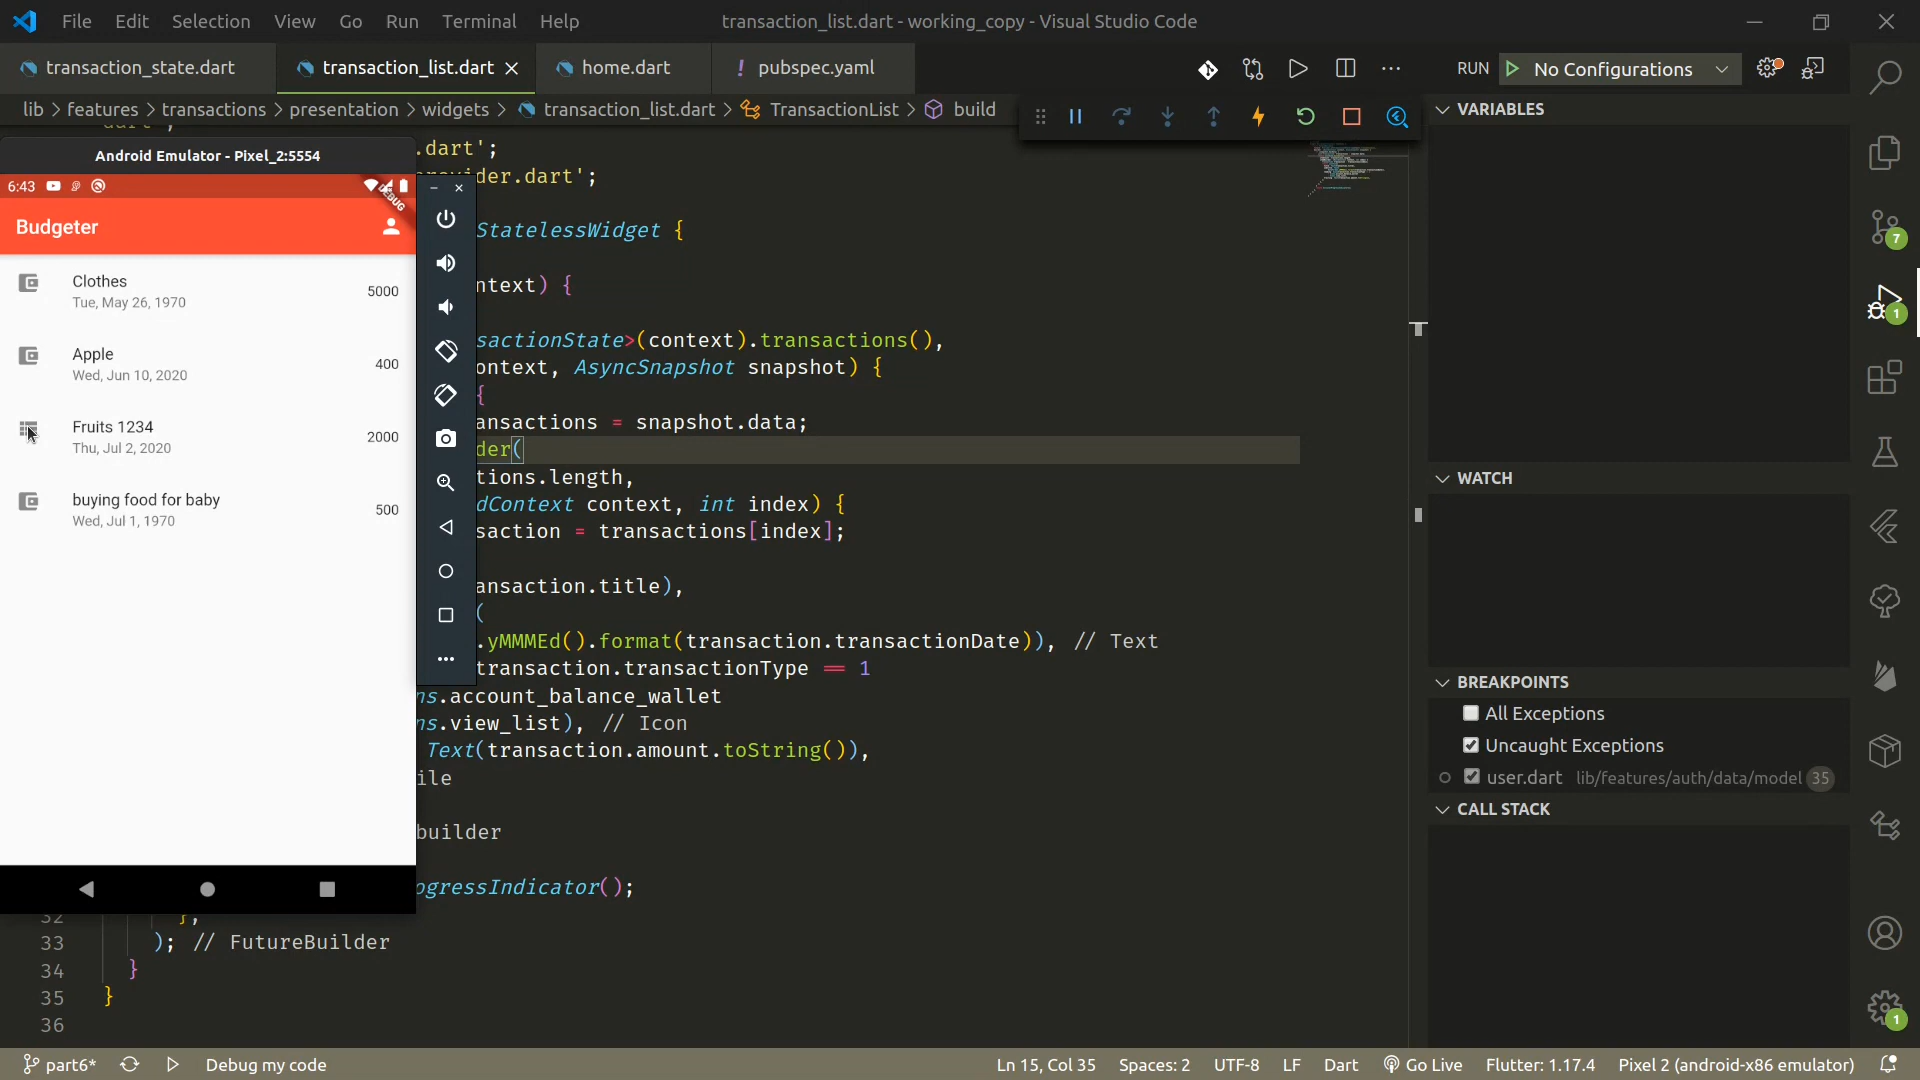 File Edit Selection View Go Run Terminal Help
transaction_list.dart - working_copy - Visual Studio Code
transaction_state.dart
transaction_list.dart
home.dart
! pubspec.yaml
RUN No Configurations
lib > features > transactions > presentation > widgets > transaction_list.dart > TransactionList > build
Android Emulator - Pixel_2:5554
6:43
DEBUG
Budgeter
Clothes
Tue, May 26, 1970
5000
Apple
Wed, Jun 10, 2020
400
Fruits 1234
Thu, Jul 2, 2020
2000
buying food for baby
Wed, Jul 1, 1970
500
.dart';
ider.dart';
StatelessWidget {
ntext) {
sactionState>(context).transactions(),
ontext, AsyncSnapshot snapshot) {
{
ansactions = snapshot.data;
der(
tions.length,
dContext context, int index) {
saction = transactions[index];
ansaction.title),
(
.yMMMEd().format(transaction.transactionDate)), // Text
transaction.transactionType == 1
ns.account_balance_wallet
ns.view_list), // Icon
Text(transaction.amount.toString()),
ile
builder
ogressIndicator();
32 },
33 ); // FutureBuilder
34 }
35 }
36
VARIABLES
WATCH
BREAKPOINTS
All Exceptions
Uncaught Exceptions
user.dart lib/features/auth/data/model 35
CALL STACK
7
1
1
part6*
Debug my code
Ln 15, Col 35
Spaces: 2
UTF-8
LF
Dart
Go Live
Flutter: 1.17.4
Pixel 2 (android-x86 emulator)